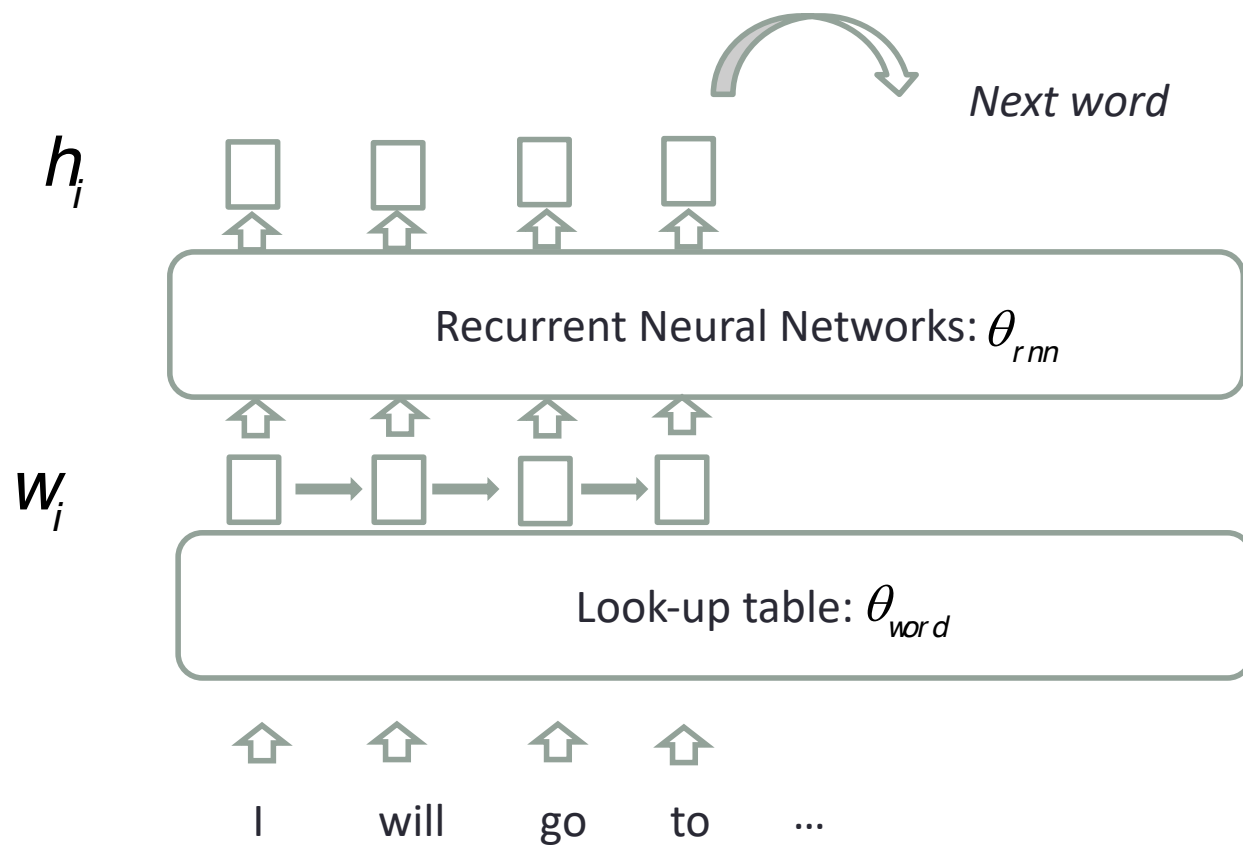 Next word
h_i
Recurrent Neural Networks: θ_rnn
w_i
Look-up table: θ_word
I will go to ...